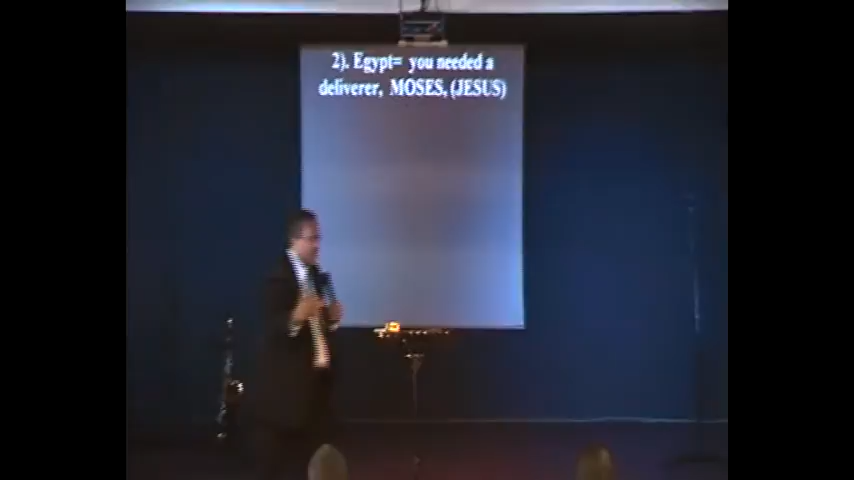 2). Egypt= you needed a
deliverer, MOSES, (JESUS)